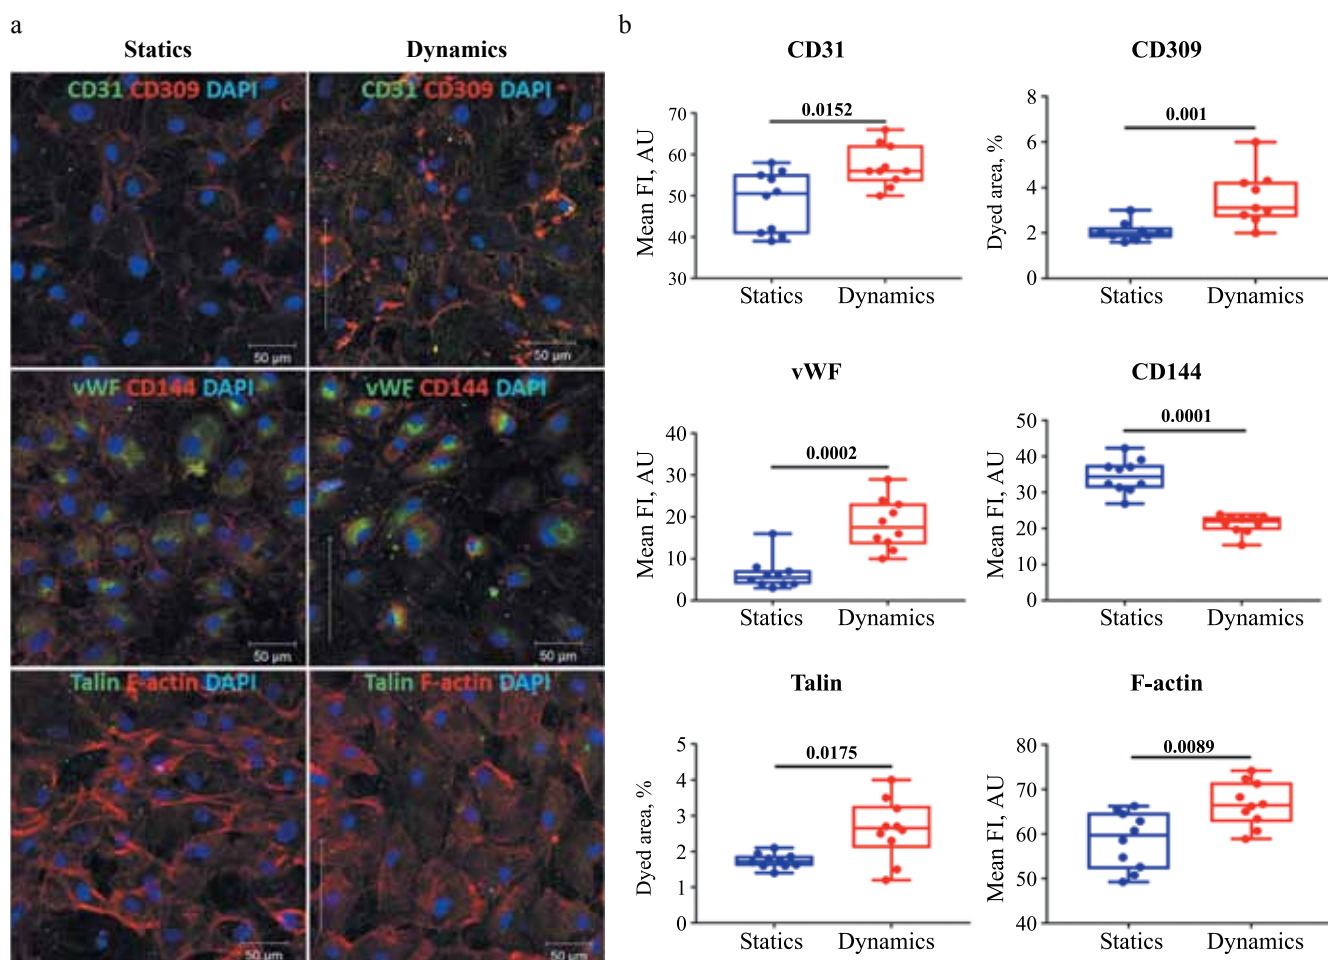 a
Statics Dynamics
CD31 CD309 DAPI
CD31 CD309 DAPI
50 µm
50 µm
vWF CD144 DAPI
vWF CD144 DAPI
50 µm
50 µm
Talin F-actin DAPI
Talin F-actin DAPI
50 µm
50 µm
b
CD31
0.0152
Mean FI, AU
70
60
50
40
30
Statics Dynamics
CD309
0.001
Dyed area, %
8
6
4
2
0
Statics Dynamics
vWF
0.0002
Mean FI, AU
40
30
20
10
0
Statics Dynamics
CD144
0.0001
Mean FI, AU
50
40
30
20
10
0
Statics Dynamics
Talin
0.0175
Dyed area, %
5
4
3
2
1
0
Statics Dynamics
F-actin
0.0089
Mean FI, AU
80
70
60
50
40
Statics Dynamics